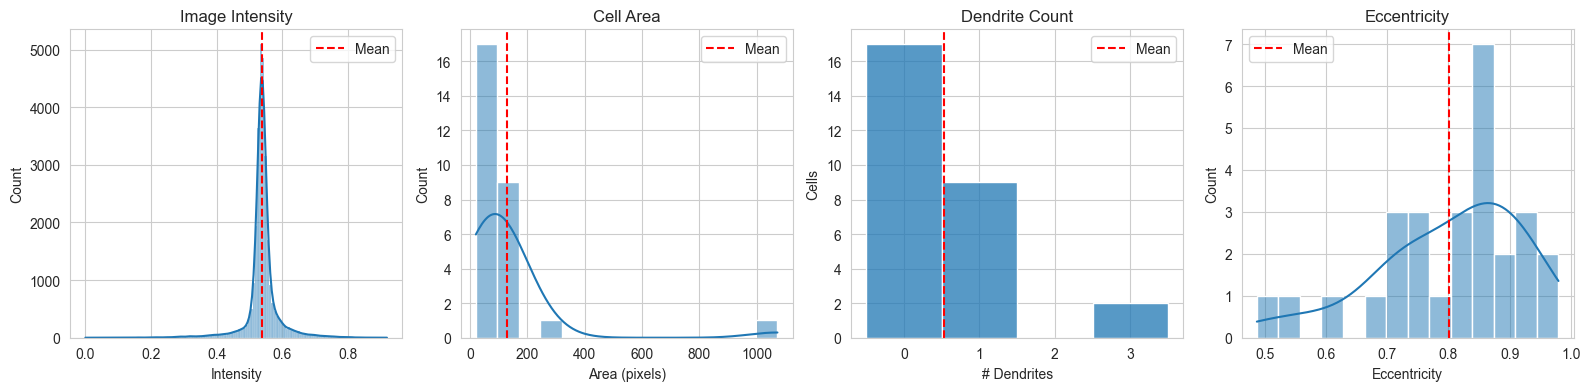 Image Intensity
Mean
5000
4000
3000
2000
1000
0
Count
0.0 0.2 0.4 0.6 0.8
Intensity
Cell Area
Mean
16
14
12
10
8
6
4
2
0
Count
0 200 400 600 800 1000
Area (pixels)
Dendrite Count
Mean
16
14
12
10
8
6
4
2
0
Cells
0 1 2 3
# Dendrites
Eccentricity
Mean
7
6
5
4
3
2
1
0
Count
0.5 0.6 0.7 0.8 0.9 1.0
Eccentricity